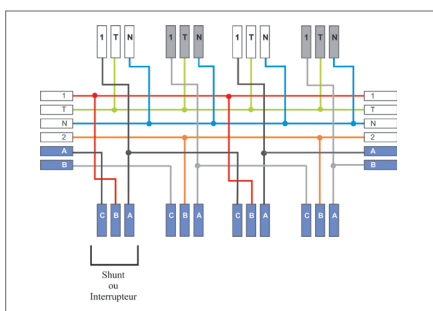 1 T N 1 T N 1 T N 1 T N
1 1
T T
N N
2 2
A A
B B
C B A C B A C B A C B A
Shunt
ou
Interrupteur